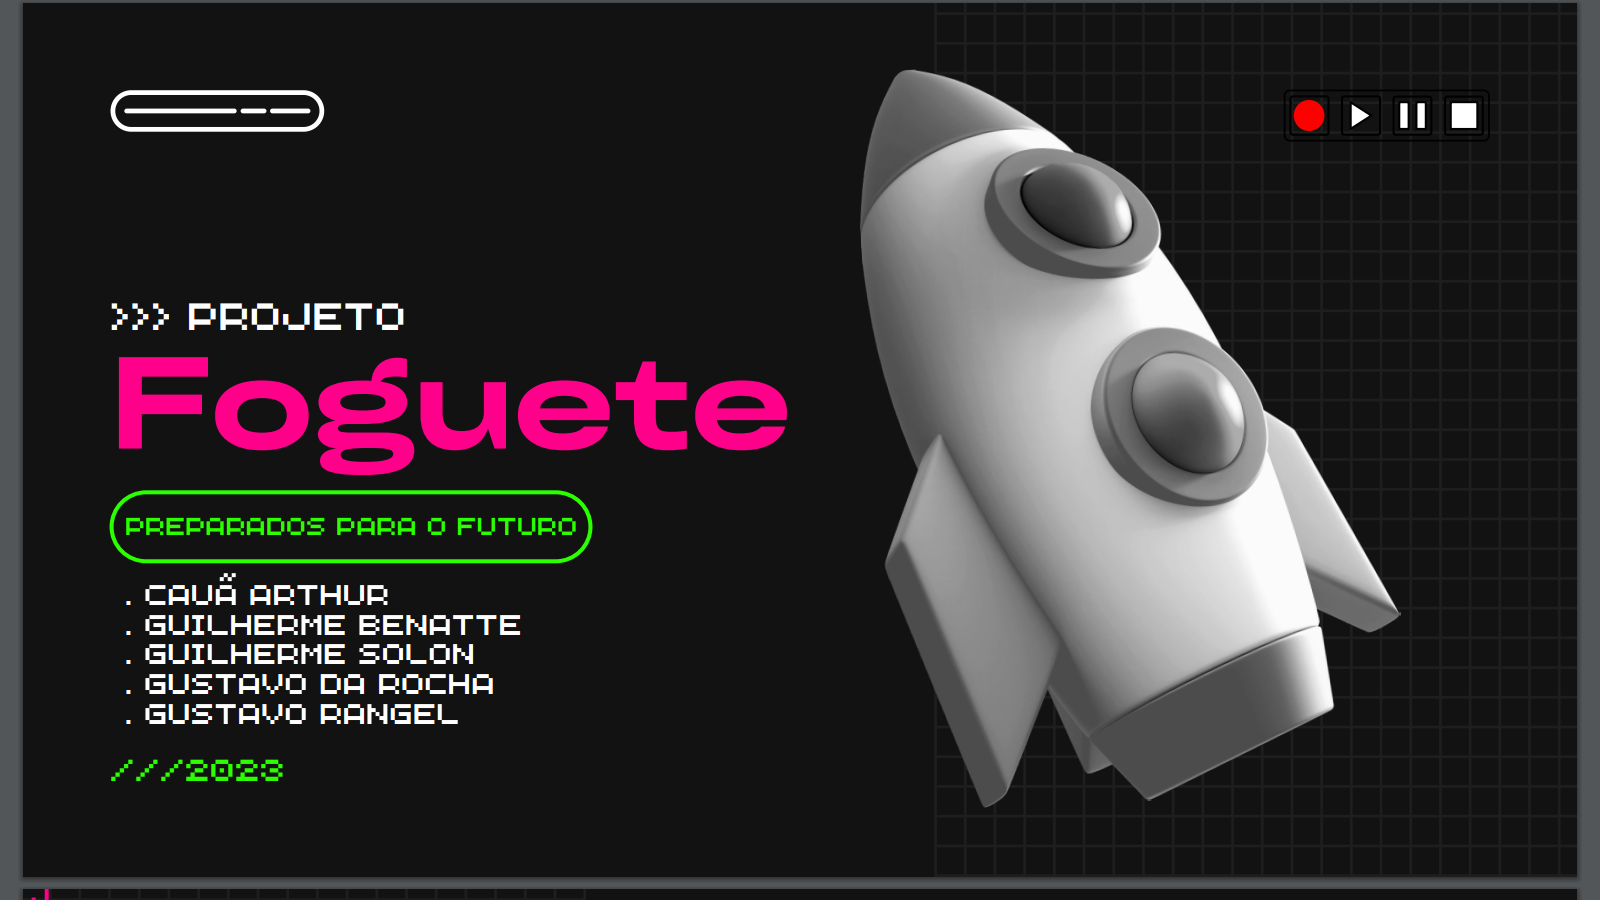 >>> PROJETO
Foguete
PREPARADOS PARA O FUTURO
. CAUÃ ARTHUR
. GUILHERME BENATTE
. GUILHERME SOLON
. GUSTAVO DA ROCHA
. GUSTAVO RANGEL
///2023